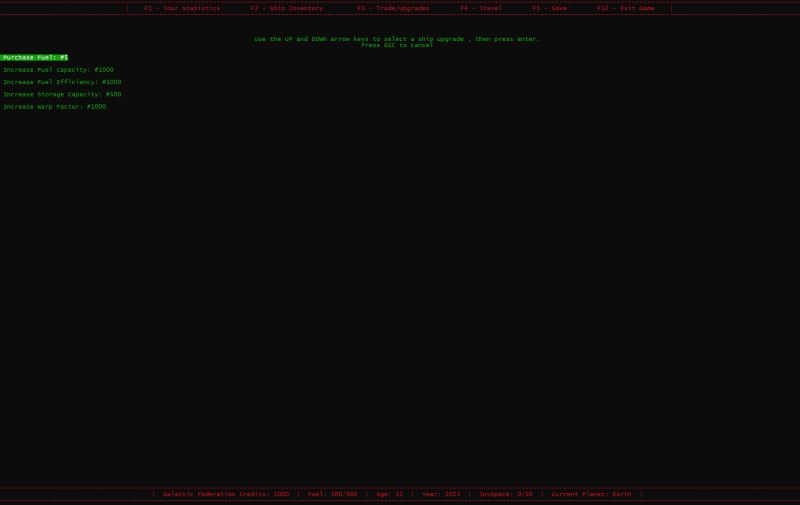 | F1 - Your Statistics F2 - Ship Inventory F3 - Trade/Upgrades F4 - Travel F5 - Save F12 - Exit Game |
Use the UP and DOWN arrow keys to select a ship upgrade , then press enter.
Press ESC to cancel
Purchase Fuel: #5
Increase Fuel Capacity: #1000
Increase Fuel Efficiency: #1000
Increase Storage Capacity: #500
Increase Warp Factor: #1000
| Galactic Federation Credits: 1000 | Fuel: 500/500 | Age: 22 | Year: 2023 | InvSpace: 0/50 | Current Planet: Earth |